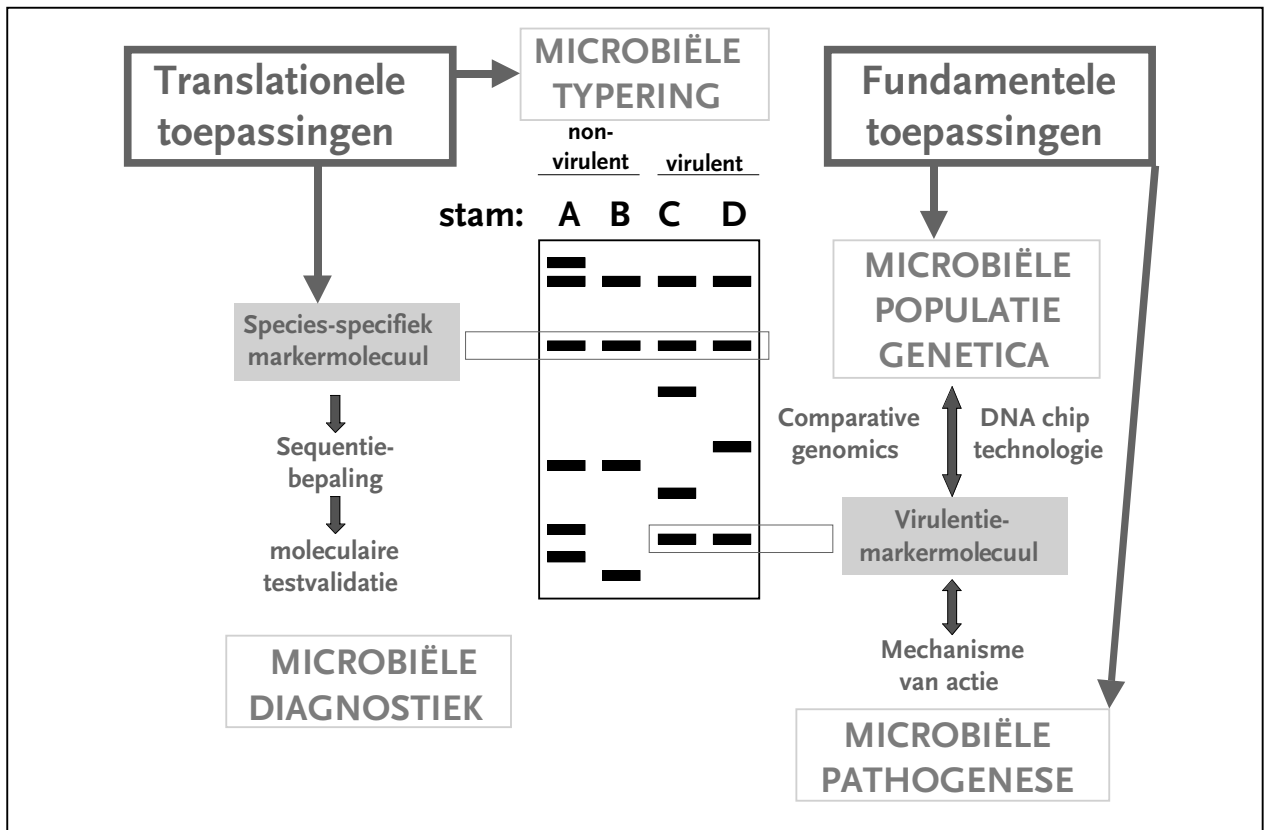 Translationele
toepassingen
MICROBIËLE
TYPERING
Fundamentele
toepassingen
non-
virulent
virulent
stam: A B C D
Species-specifiek
markermolecuul
Sequentie-
bepaling
moleculaire
testvalidatie
MICROBIËLE
DIAGNOSTIEK
MICROBIËLE
POPULATIE
GENETICA
Comparative
genomics
DNA chip
technologie
Virulentie-
markermolecuul
Mechanisme
van actie
MICROBIËLE
PATHOGENESE